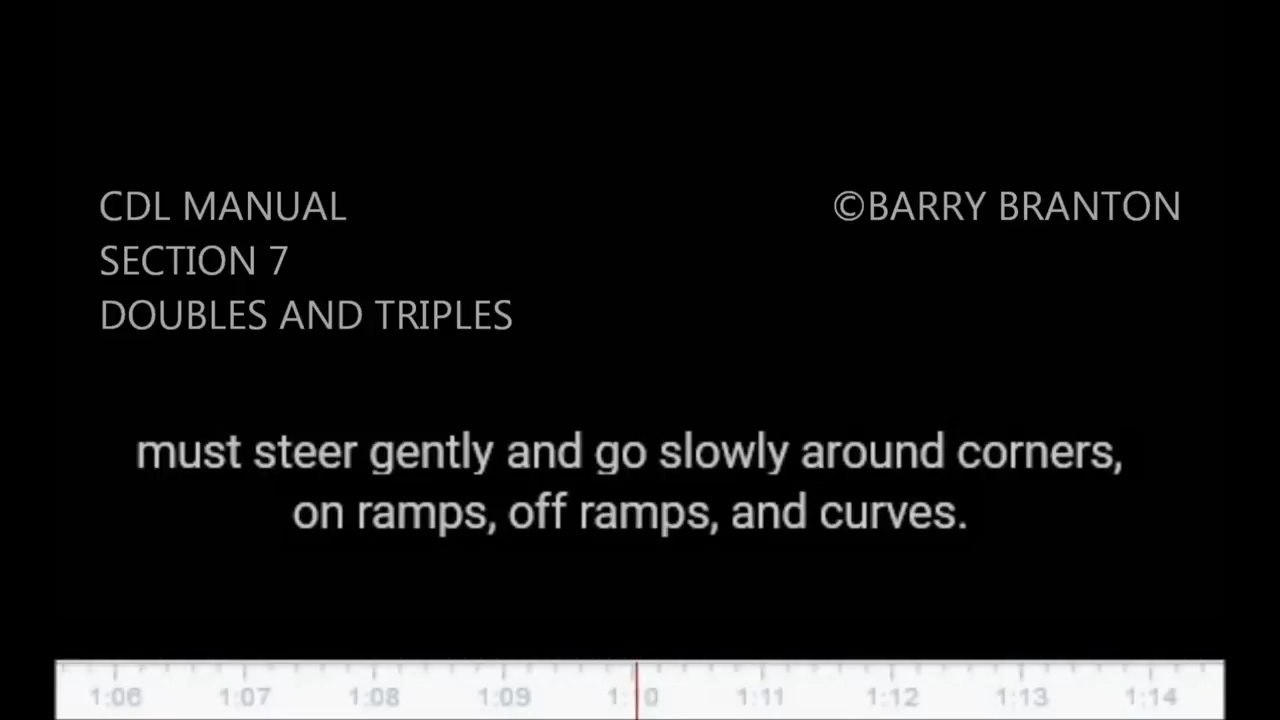 CDL MANUAL
©BARRY BRANTON
SECTION 7
DOUBLES AND TRIPLES
must steer gently and go slowly around corners,
on ramps, off ramps, and curves.
1:06 1:07 1:08 1:09 1:10 1:11 1:12 1:13 1:14